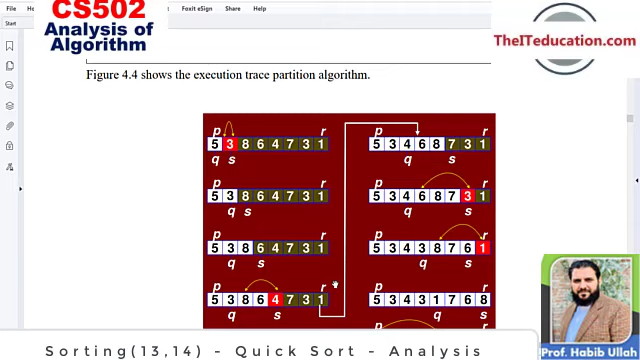 CS502
Analysis of
Algorithm
File
Home
Foxit eSign
Share
Help
Start
TheITeducation.com
Figure 4.4 shows the execution trace partition algorithm.
p r
5 3 8 6 4 7 3 1
q s
p r
5 3 8 6 4 7 3 1
q s
p r
5 3 8 6 4 7 3 1
q s
p r
5 3 8 6 4 7 3 1
q s
p r
5 3 4 6 8 7 3 1
q s
p r
5 3 4 6 8 7 3 1
q s
p r
5 3 4 3 8 7 6 1
q s
p r
5 3 4 3 1 7 6 8
q s
Sorting(13,14) - Quick Sort - Analysis
Prof. Habib Ullah